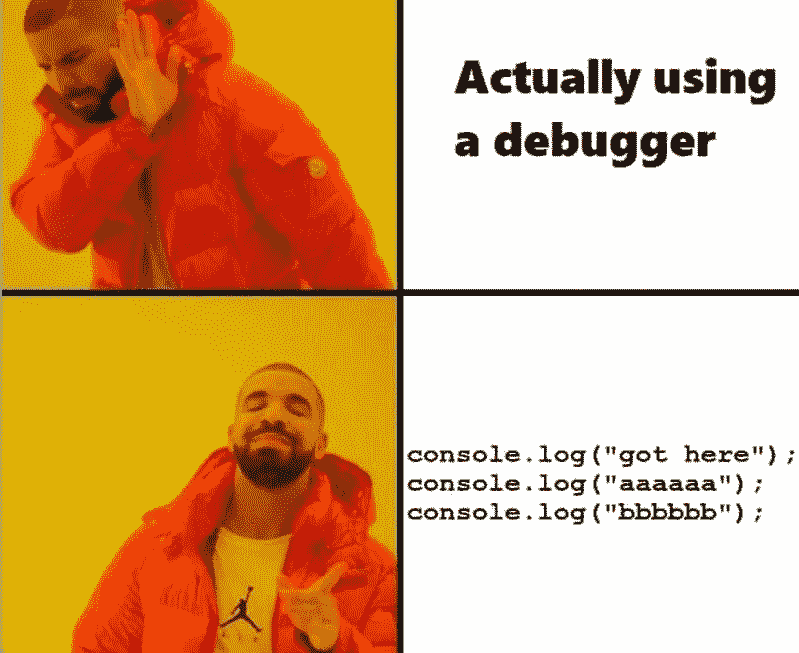 Actually using
a debugger
console.log("got here");
console.log("aaaaaa");
console.log("bbbbbb");